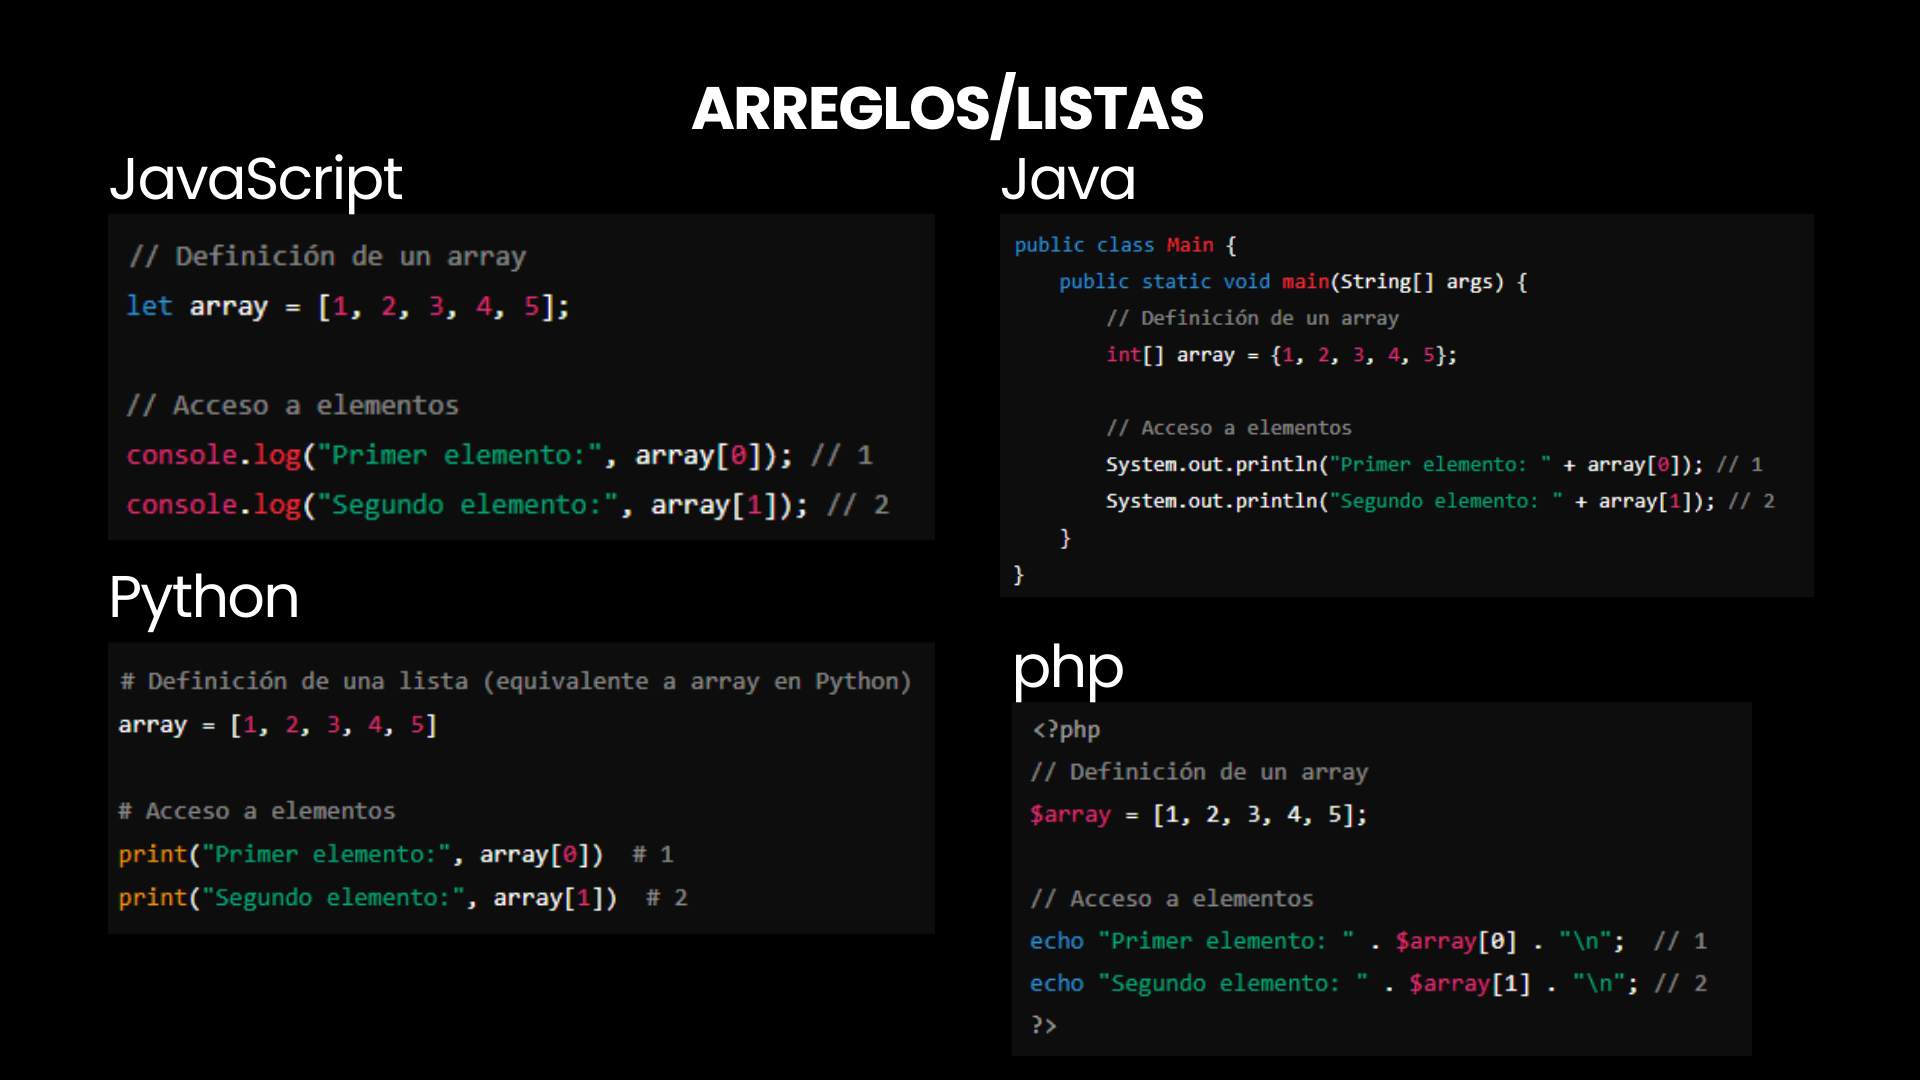 ARREGLOS/LISTAS
JavaScript
// Definición de un array
let array = [1, 2, 3, 4, 5];
// Acceso a elementos
console.log("Primer elemento:", array[0]); // 1
console.log("Segundo elemento:", array[1]); // 2
Python
# Definición de una lista (equivalente a array en Python)
array = [1, 2, 3, 4, 5]
# Acceso a elementos
print("Primer elemento:", array[0])  # 1
print("Segundo elemento:", array[1])  # 2
Java
public class Main {
    public static void main(String[] args) {
        // Definición de un array
        int[] array = {1, 2, 3, 4, 5};
        // Acceso a elementos
        System.out.println("Primer elemento: " + array[0]); // 1
        System.out.println("Segundo elemento: " + array[1]); // 2
    }
}
php
<?php
// Definición de un array
$array = [1, 2, 3, 4, 5];
// Acceso a elementos
echo "Primer elemento: " . $array[0] . "\n";  // 1
echo "Segundo elemento: " . $array[1] . "\n"; // 2
?>